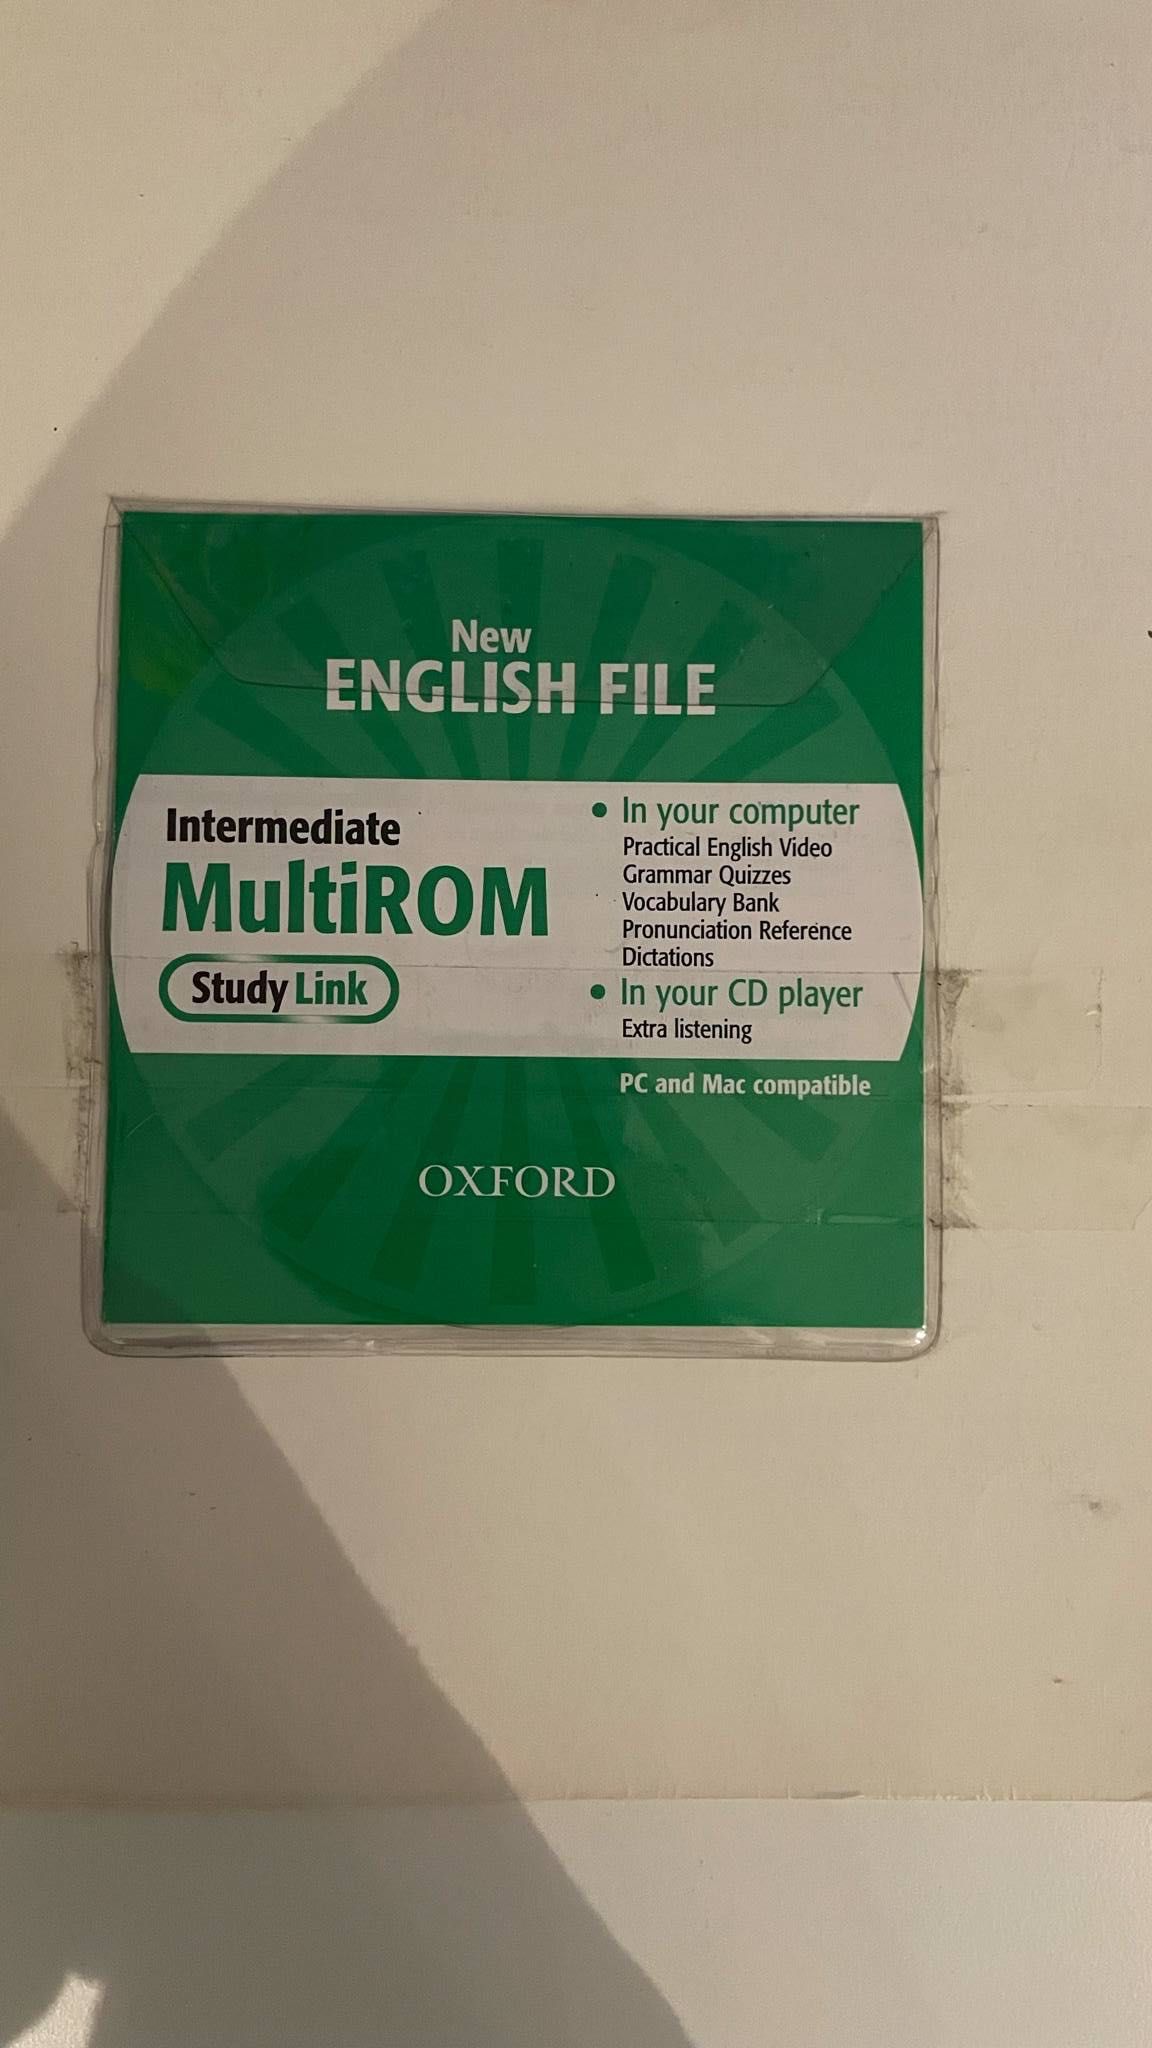 New
ENGLISH FILE
Intermediate
MultiROM
Study Link
• In your computer
Practical English Video
Grammar Quizzes
Vocabulary Bank
Pronunciation Reference
Dictations
• In your CD player
Extra listening
PC and Mac compatible
OXFORD